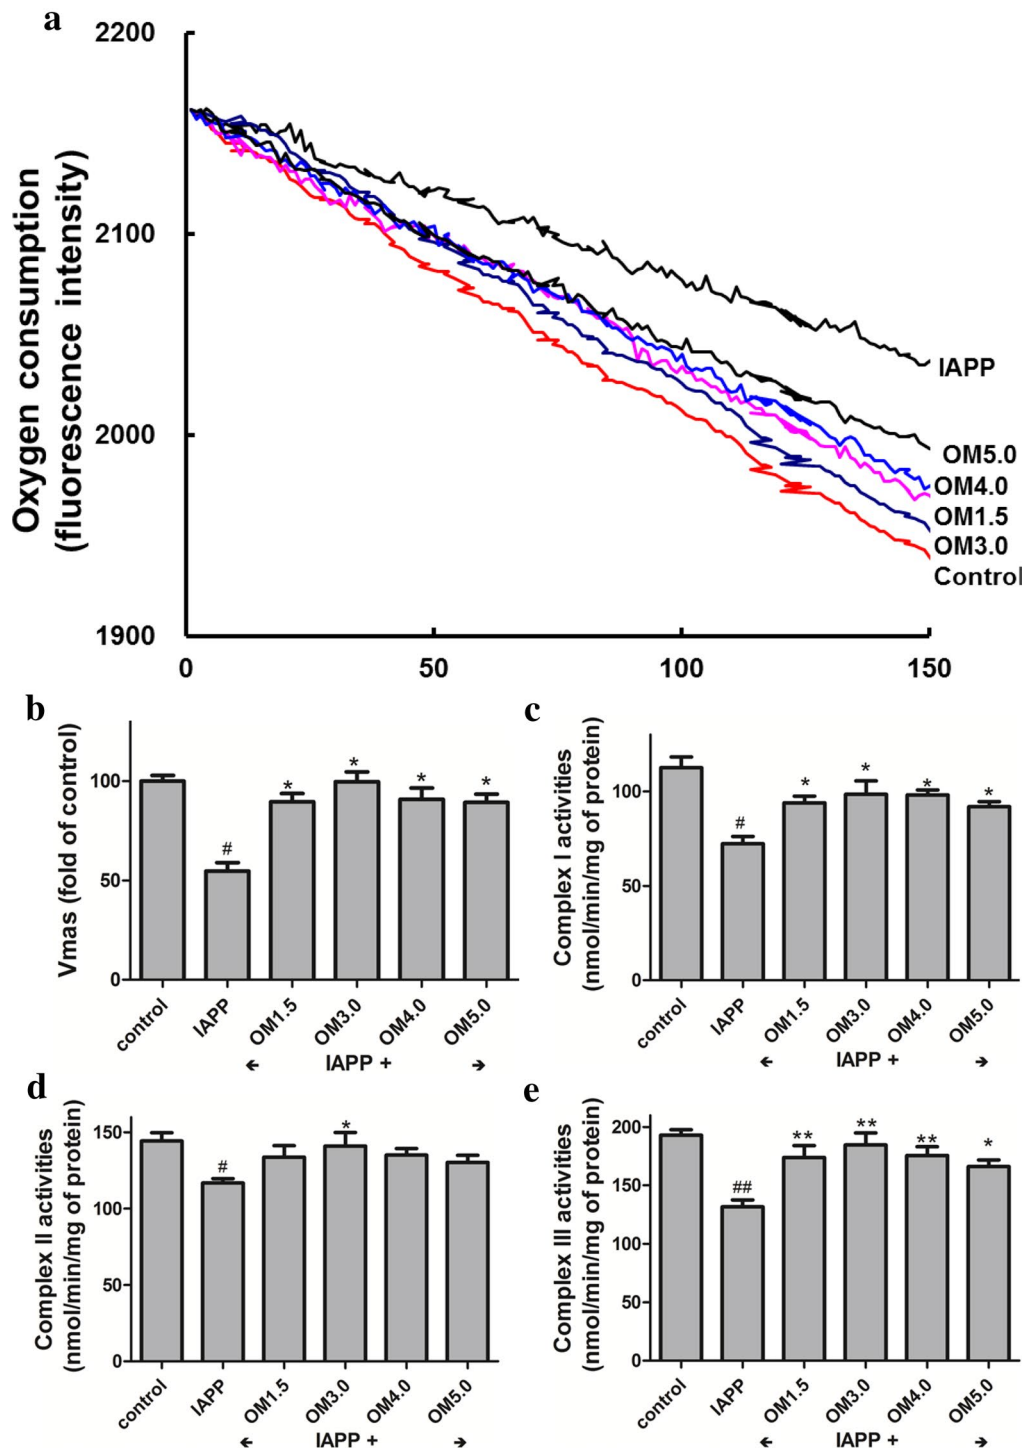 a
2200
2100
2000
1900
Oxygen consumption
(fluorescence intensity)
IAPP
OM5.0
OM4.0
OM1.5
OM3.0
Control
0 50 100 150
b
Vmas (fold of control)
100
50
0
#
*
*
*
*
control IAPP OM1.5 OM3.0 OM4.0 OM5.0
← IAPP + →
c
Complex I activities
(nmol/min/mg of protein)
100
50
0
#
*
*
*
*
control IAPP OM1.5 OM3.0 OM4.0 OM5.0
← IAPP + →
d
Complex II activities
(nmol/min/mg of protein)
150
100
50
0
#
*
control IAPP OM1.5 OM3.0 OM4.0 OM5.0
← IAPP + →
e
Complex III activities
(nmol/min/mg of protein)
200
150
100
50
0
##
**
**
**
*
control IAPP OM1.5 OM3.0 OM4.0 OM5.0
← IAPP + →